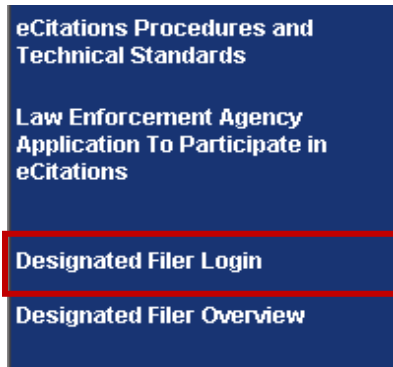 eCitations Procedures and
Technical Standards
Law Enforcement Agency
Application To Participate in
eCitations
Designated Filer Login
Designated Filer Overview